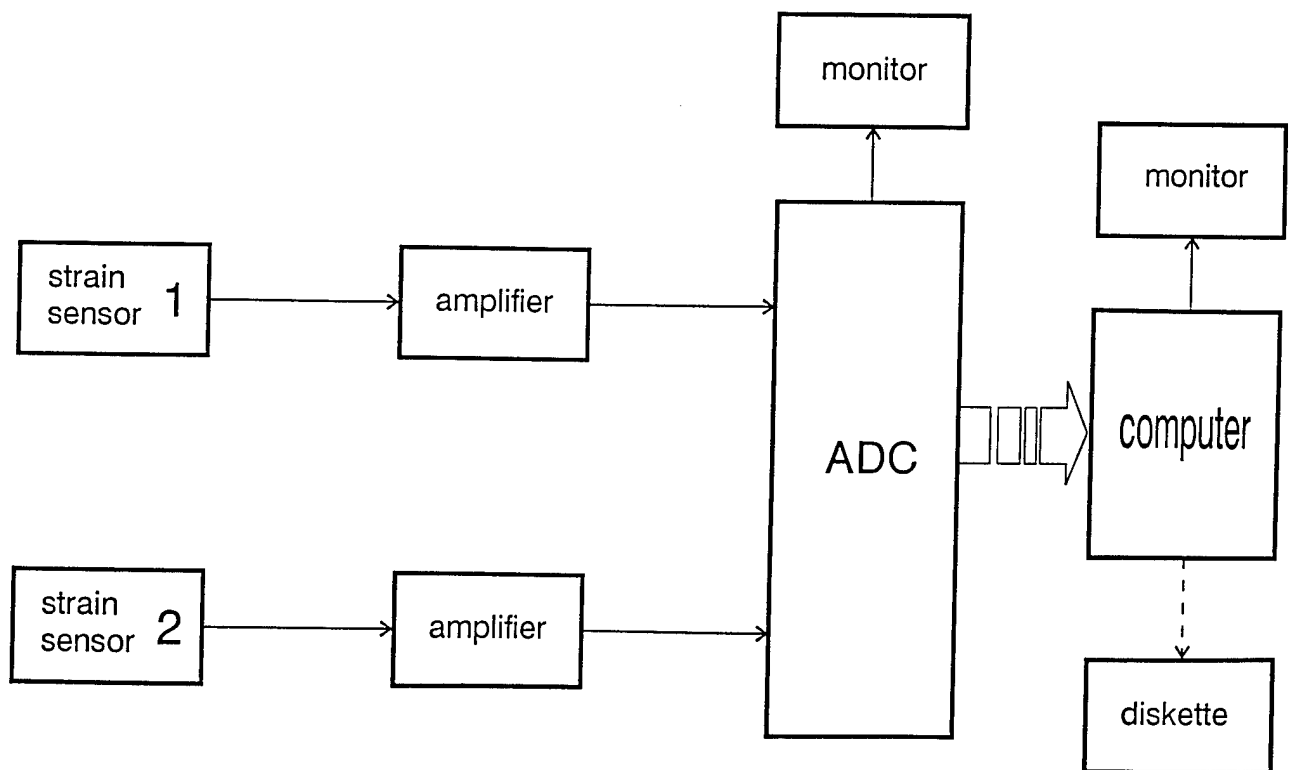 monitor
monitor
strain
sensor 1
amplifier
ADC
computer
strain
sensor 2
amplifier
diskette